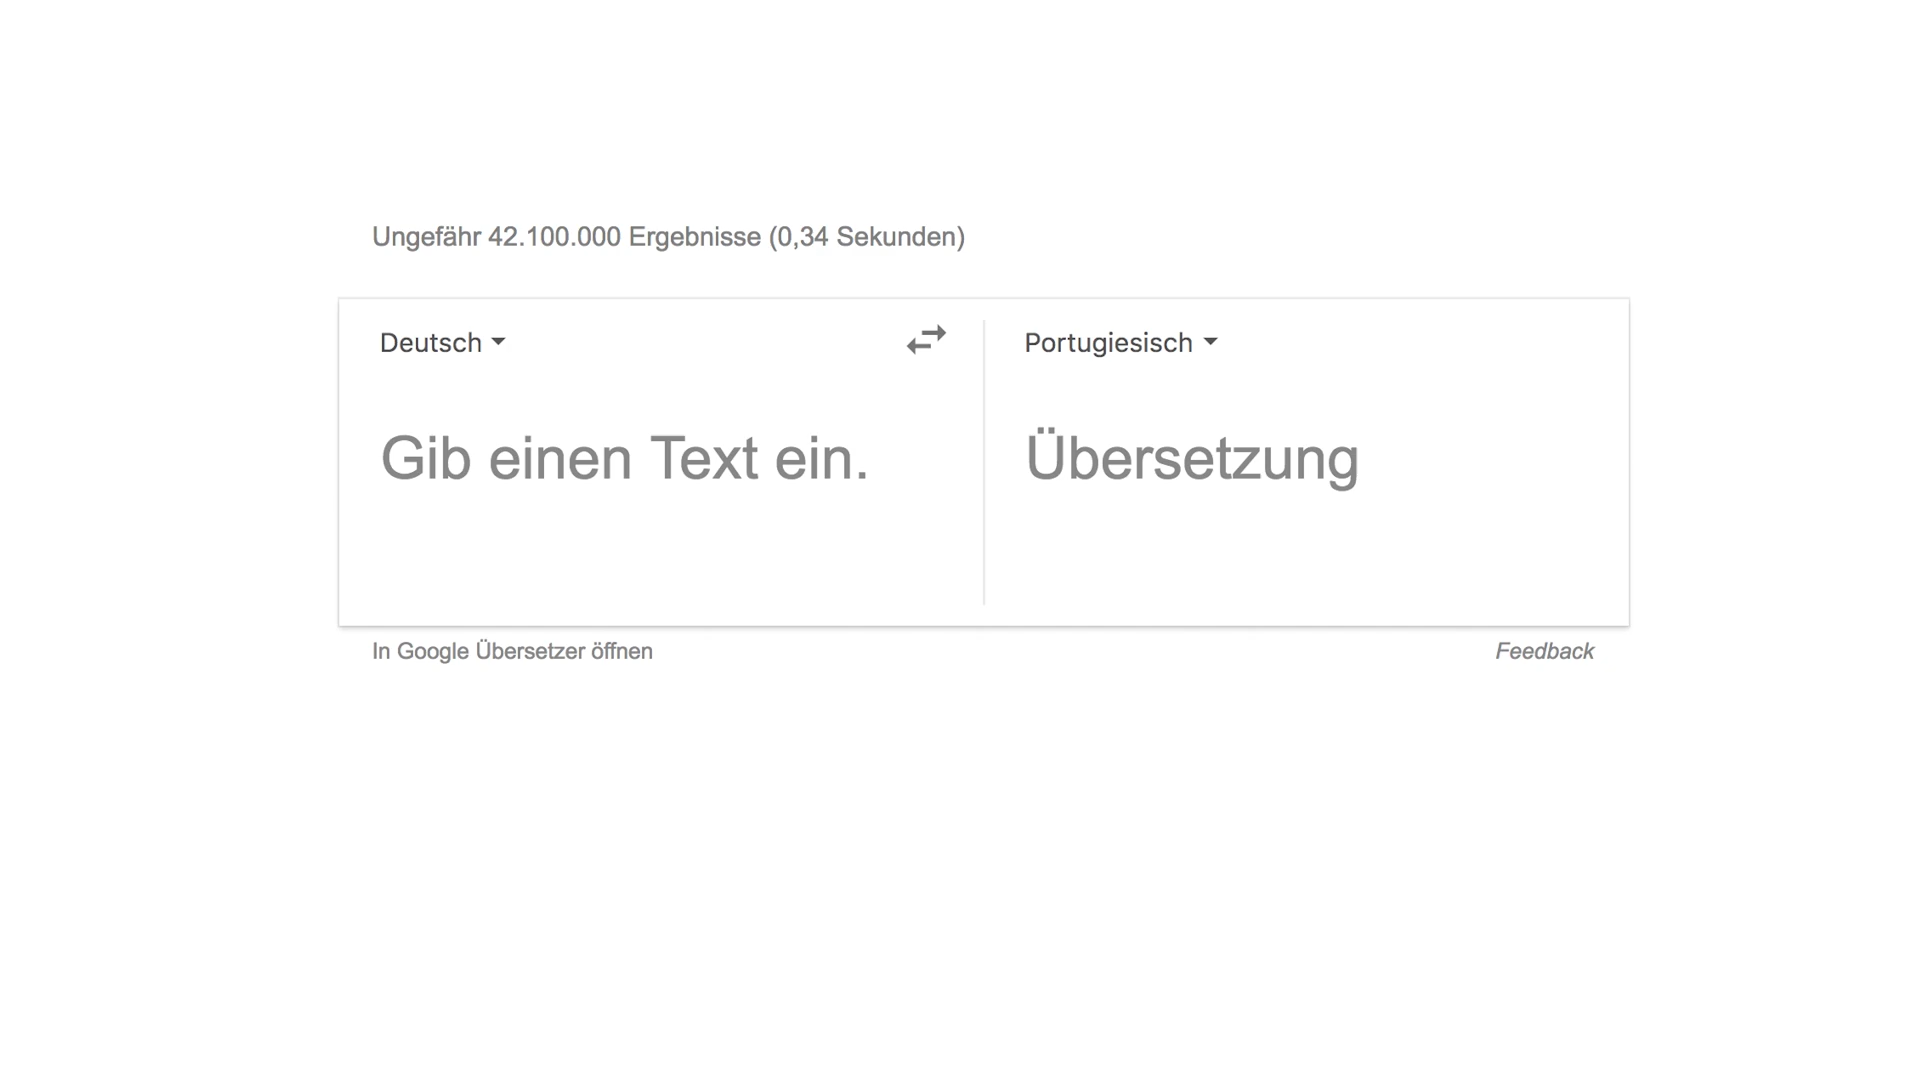 Ungefähr 42.100.000 Ergebnisse (0,34 Sekunden)
Deutsch
Portugiesisch
Gib einen Text ein.
Übersetzung
In Google Übersetzer öffnen
Feedback